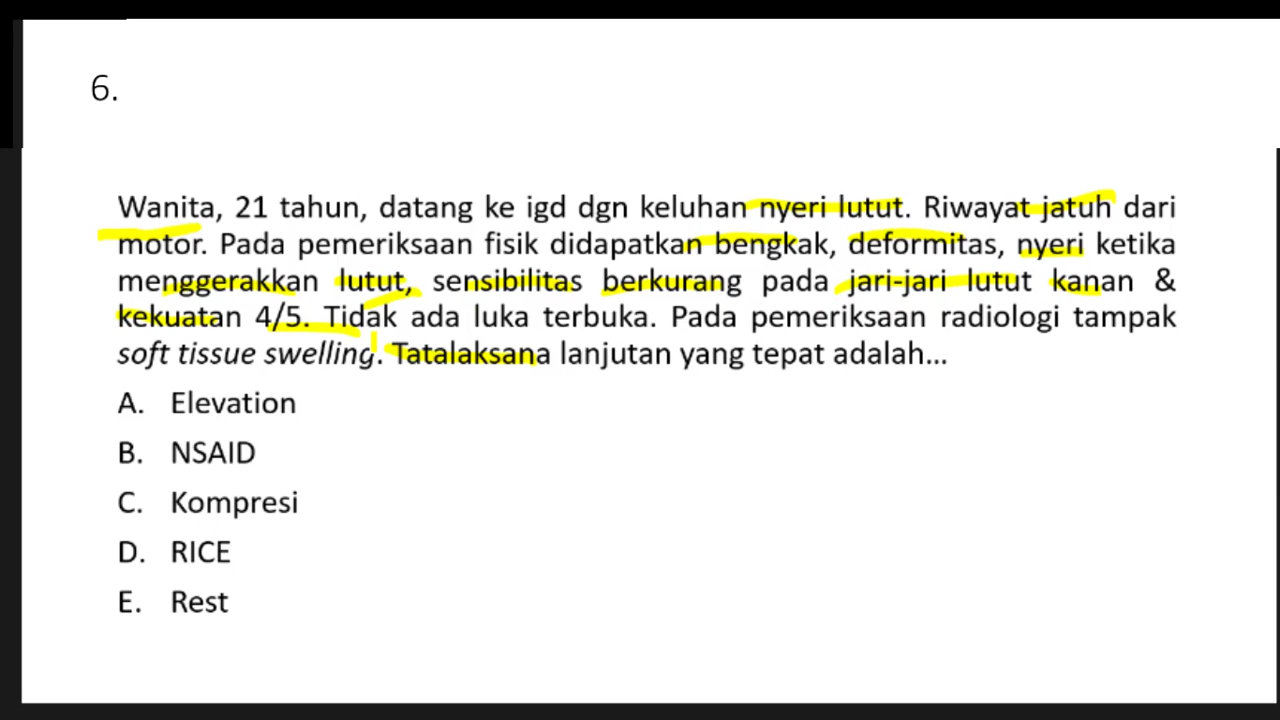 6.
Wanita, 21 tahun, datang ke igd dgn keluhan nyeri lutut. Riwayat jatuh dari
motor. Pada pemeriksaan fisik didapatkan bengkak, deformitas, nyeri ketika
menggerakkan lutut, sensibilitas berkurang pada jari-jari lutut kanan &
kekuatan 4/5. Tidak ada luka terbuka. Pada pemeriksaan radiologi tampak
soft tissue swelling. Tatalaksana lanjutan yang tepat adalah...
A. Elevation
B. NSAID
C. Kompresi
D. RICE
E. Rest